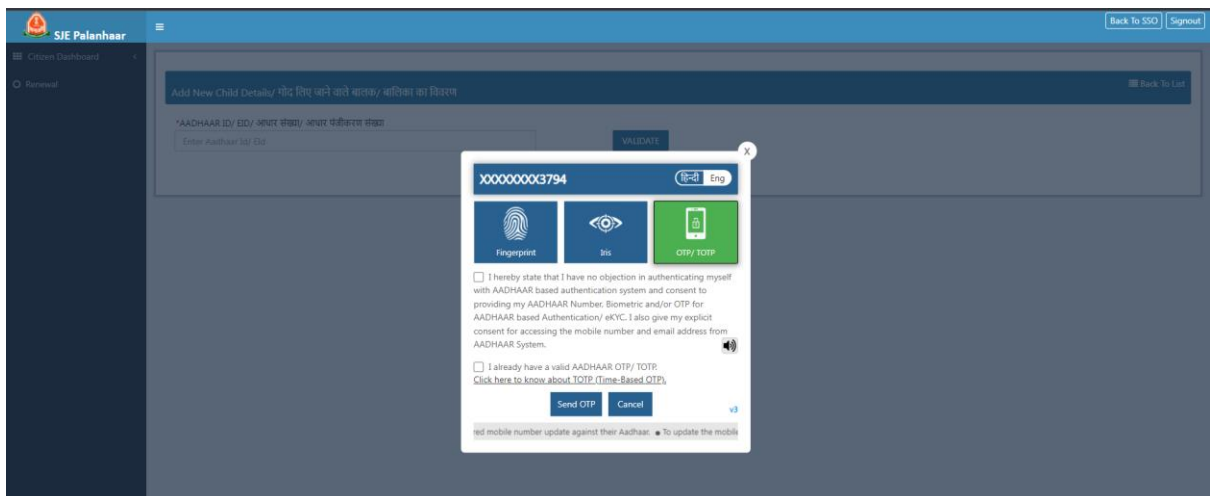 SJE Palanhaar
Back To SSO
Signout
Citizen Dashboard
Renewal
Add New Child Details/ गोद लिए जाने वाले बालक/ बालिका का विवरण
Back To List
*AADHAAR ID/ EID/ आधार संख्या/ आधार पंजीकरण संख्या
Enter Aadhaar Id/ Eid
VALIDATE
X
XXXXXXXX3794
हिन्दी Eng
Fingerprint
Iris
OTP/ TOTP
I hereby state that I have no objection in authenticating myself
with AADHAAR based authentication system and consent to
providing my AADHAAR Number, Biometric and/or OTP for
AADHAAR based Authentication/ eKYC. I also give my explicit
consent for accessing the mobile number and email address from
AADHAAR System.
I already have a valid AADHAAR OTP/ TOTP.
Click here to know about TOTP (Time-Based OTP).
Send OTP
Cancel
v3
red mobile number update against their Aadhaar. ● To update the mobile